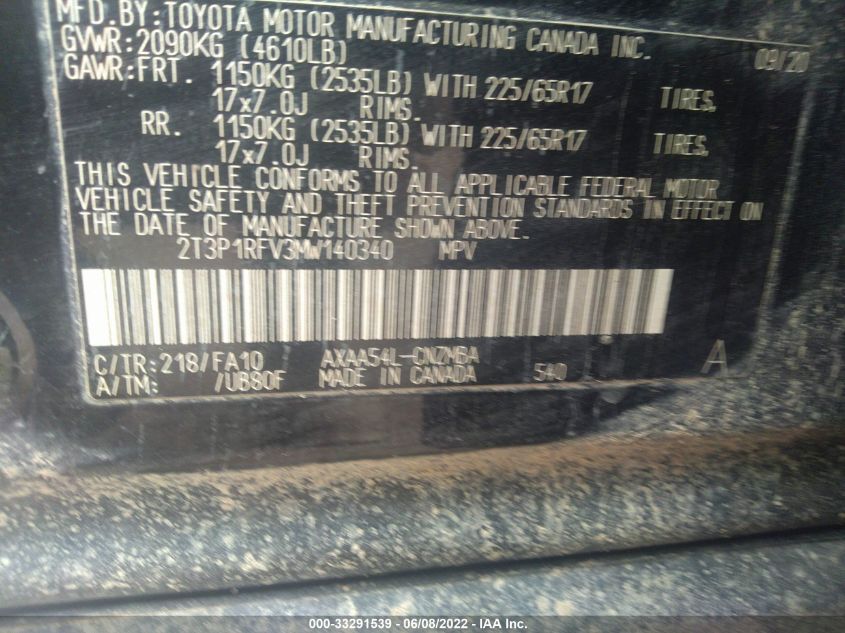 MFD.BY:TOYOTA MOTOR MANUFACTURING CANADA INC.
GVWR:2090KG (4610LB) 09/20
GAWR:FRT. 1150KG (2535LB) WITH 225/65R17 TIRES,
17x7.0J RIMS.
RR. 1150KG (2535LB) WITH 225/65R17 TIRES,
17x7.0J RIMS.
THIS VEHICLE CONFORMS TO ALL APPLICABLE FEDERAL MOTOR
VEHICLE SAFETY AND THEFT PREVENTION STANDARDS IN EFFECT ON
THE DATE OF MANUFACTURE SHOWN ABOVE.
2T3P1RFV3MW140340 MPV
C/TR:218/FA10 AXAA54L-CNZMBA A
A/TM: /UB80F MADE IN CANADA 540
000-33291539 - 06/08/2022 - IAA, Inc.